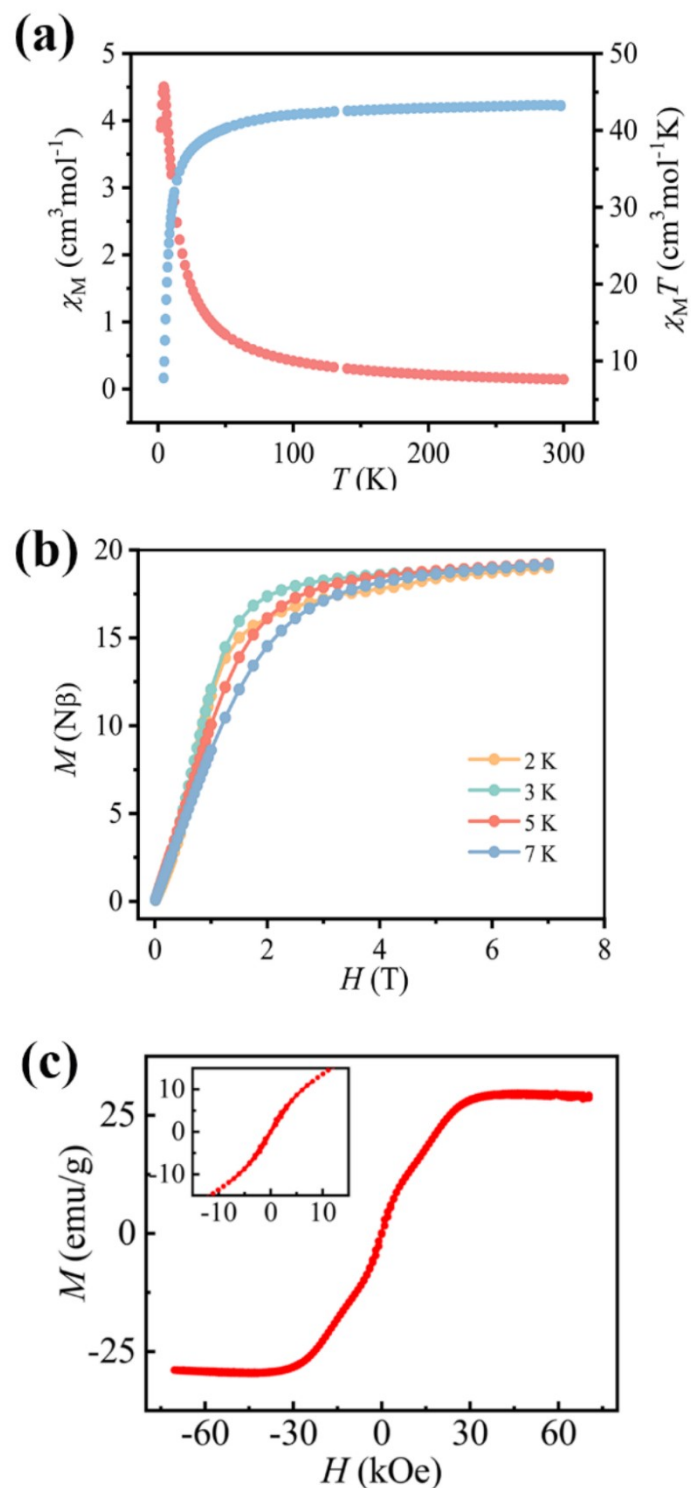 (a)
5
4
3
2
1
0
χM (cm³mol⁻¹)
50
40
30
20
10
χMT (cm³mol⁻¹K)
0 100 200 300
T (K)
(b)
20
15
10
5
0
M (Nβ)
2 K
3 K
5 K
7 K
0 2 4 6 8
H (T)
(c)
25
0
-25
M (emu/g)
10
0
-10
-10 0 10
-60 -30 0 30 60
H (kOe)